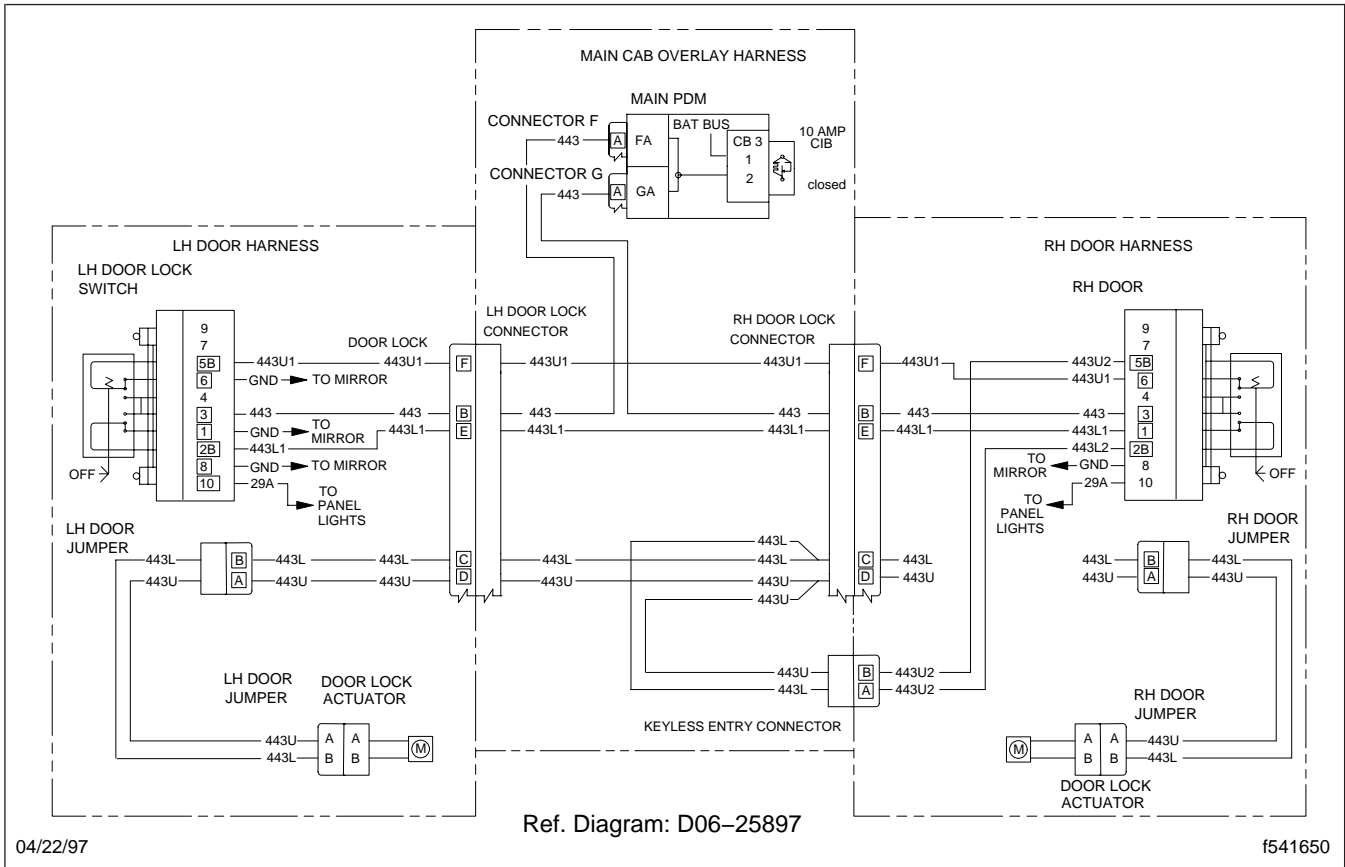 MAIN CAB OVERLAY HARNESS
MAIN PDM
CONNECTOR F
443
A
FA
BAT BUS
CB 3
1
2
10 AMP
CIB
closed
CONNECTOR G
443
A
GA
LH DOOR HARNESS
LH DOOR LOCK
SWITCH
9
7
5B
6
4
3
1
2B
8
10
443U1
GND
TO MIRROR
443
GND
TO
MIRROR
443L1
GND
TO MIRROR
29A
TO
PANEL
LIGHTS
OFF
DOOR LOCK
443U1
443
443L1
LH DOOR LOCK
CONNECTOR
F
B
E
C
D
443U1
443
443L1
443L
443U
RH DOOR LOCK
CONNECTOR
443U1
443
443L1
443L
443L
443U
443U
F
B
E
C
D
443U1
443
443L1
443L
443U
RH DOOR HARNESS
RH DOOR
443U2
443U1
443
443L1
443L2
TO
MIRROR
GND
29A
TO
PANEL
LIGHTS
9
7
5B
6
4
3
1
2B
8
10
OFF
LH DOOR
JUMPER
443L
443U
B
A
443L
443U
443L
443U
RH DOOR
JUMPER
443L
443U
B
A
443L
443U
443U
443L
B
A
443U2
443U2
KEYLESS ENTRY CONNECTOR
LH DOOR
JUMPER
DOOR LOCK
ACTUATOR
443U
443L
A
B
A
B
M
RH DOOR
JUMPER
M
A
B
A
B
443U
443L
DOOR LOCK
ACTUATOR
Ref. Diagram: D06–25897
04/22/97
f541650